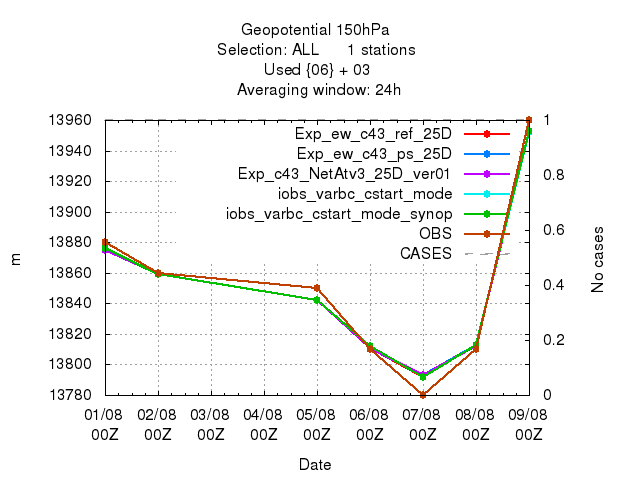 Geopotential 150hPa
Selection: ALL 1 stations
Used {06} + 03
Averaging window: 24h
13960
13940
13920
13900
13880
13860
13840
13820
13800
13780
m
Exp_ew_c43_ref_25D
Exp_ew_c43_ps_25D
Exp_c43_NetAtv3_25D_ver01
iobs_varbc_cstart_mode
iobs_varbc_cstart_mode_synop
OBS
CASES
1
0.8
0.6
0.4
0.2
0
No cases
01/08 02/08 03/08 04/08 05/08 06/08 07/08 08/08 09/08
00Z 00Z 00Z 00Z 00Z 00Z 00Z 00Z 00Z
Date